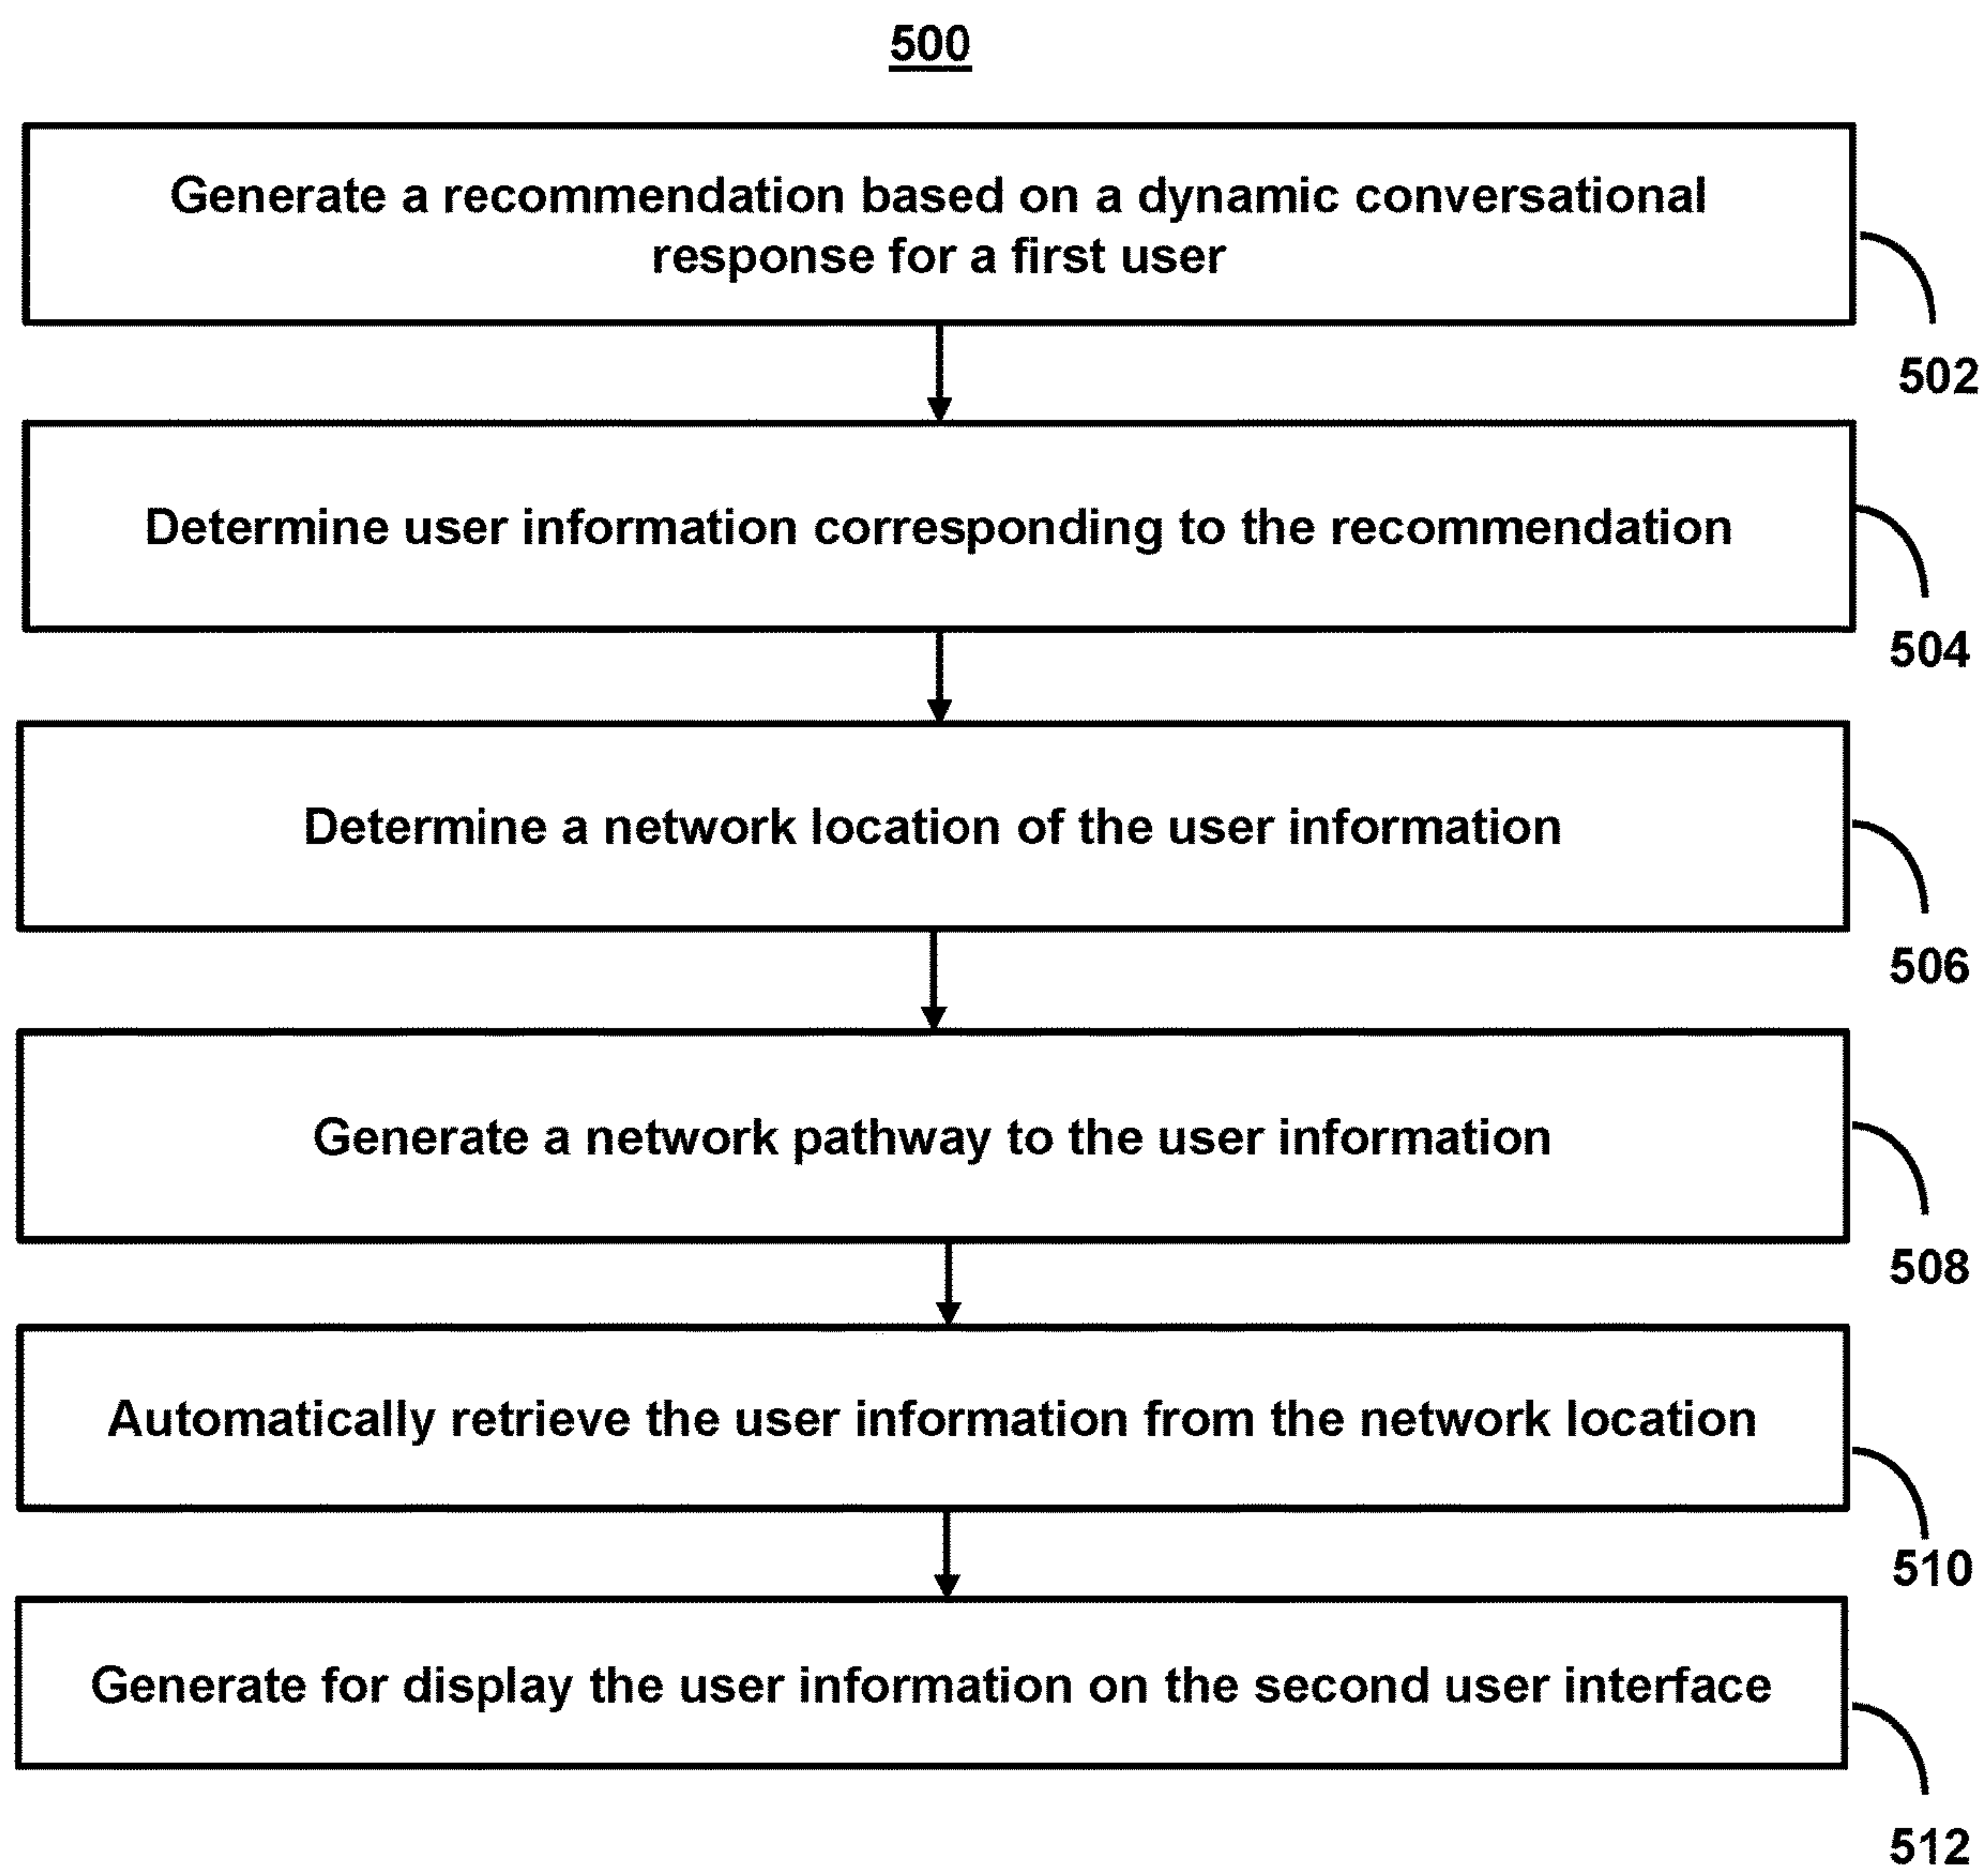 500
Generate a recommendation based on a dynamic conversational
response for a first user
502
Determine user information corresponding to the recommendation
504
Determine a network location of the user information
506
Generate a network pathway to the user information
508
Automatically retrieve the user information from the network location
510
Generate for display the user information on the second user interface
512